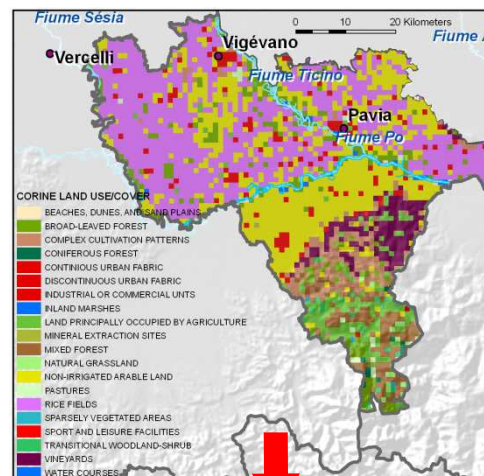 0 10 20 Kilometers
Fiume Sésia
Vigévano
Fiume
Vercelli
Fiume Ticino
Pavia
Fiume Po
CORINE LAND USE/COVER
BEACHES, DUNES, AND SAND PLAINS
BROAD-LEAVED FOREST
COMPLEX CULTIVATION PATTERNS
CONIFEROUS FOREST
CONTINIOUS URBAN FABRIC
DISCONTINUOUS URBAN FABRIC
INDUSTRIAL OR COMMERCIAL UNTS
INLAND MARSHES
LAND PRINCIPALLY OCCUPIED BY AGRICULTURE
MINERAL EXTRACTION SITES
MIXED FOREST
NATURAL GRASSLAND
NON-IRRIGATED ARABLE LAND
PASTURES
RICE FIELDS
SPARSELY VEGETATED AREAS
SPORT AND LEISURE FACILITIES
TRANSITIONAL WOODLAND-SHRUB
VINEYARDS
WATER COURSES